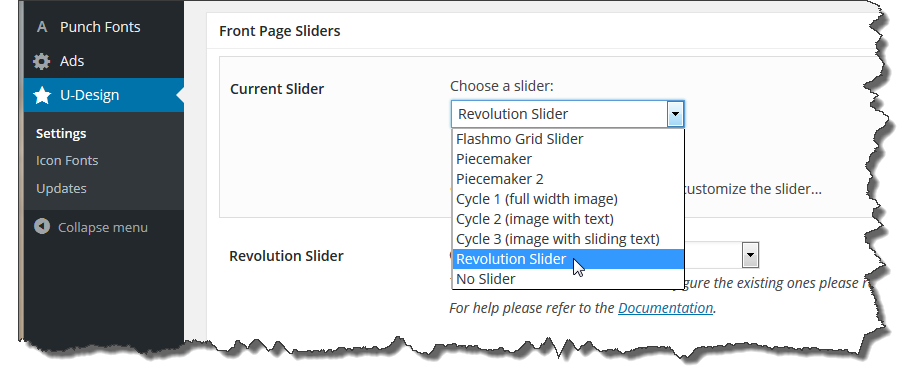 Punch Fonts
Ads
U-Design
Settings
Icon Fonts
Updates
Collapse menu
Front Page Sliders
Current Slider
Choose a slider:
Revolution Slider
Flashmo Grid Slider
Piecemaker
Piecemaker 2
Cycle 1 (full width image)
Cycle 2 (image with text)
Cycle 3 (image with sliding text)
Revolution Slider
No Slider
customize the slider...
Revolution Slider
the existing ones please
For help please refer to the Documentation.